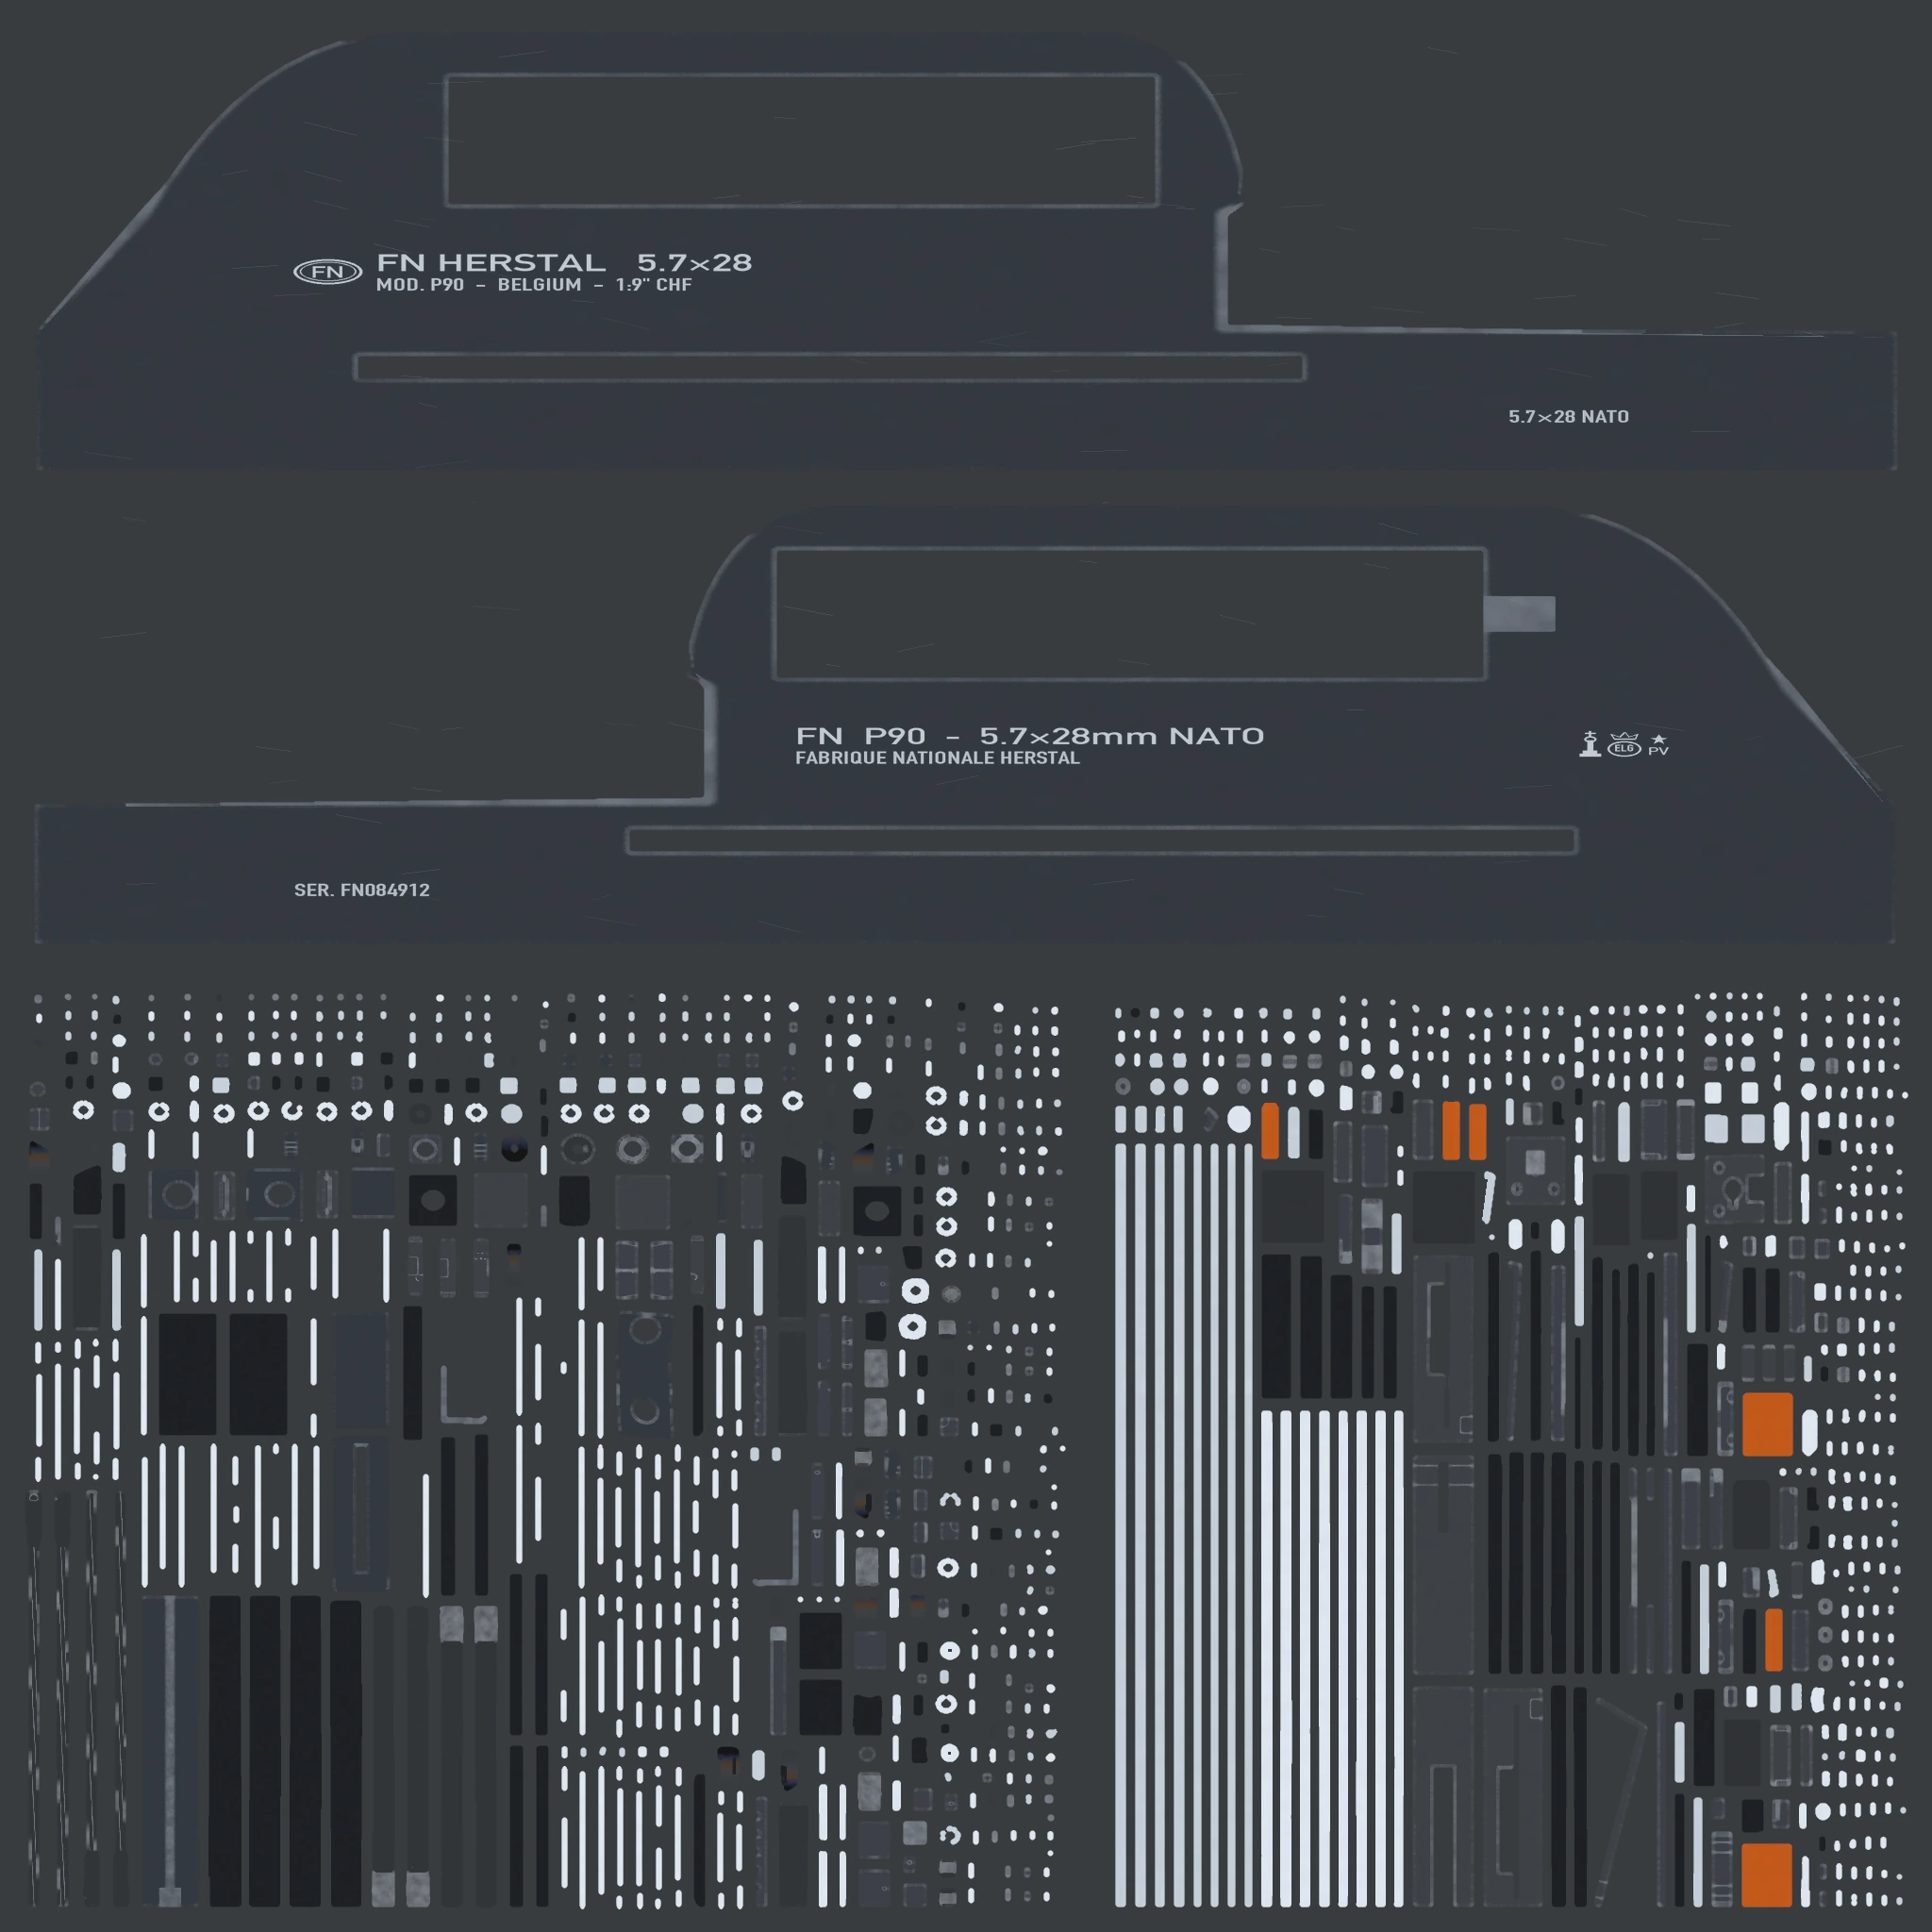 FN
FN HERSTAL 5.7×28
MOD. P90 – BELGIUM – 1:9" CHF
5.7×28 NATO
FN P90 – 5.7×28mm NATO
FABRIQUE NATIONALE HERSTAL
ELG
PV
SER. FN084912